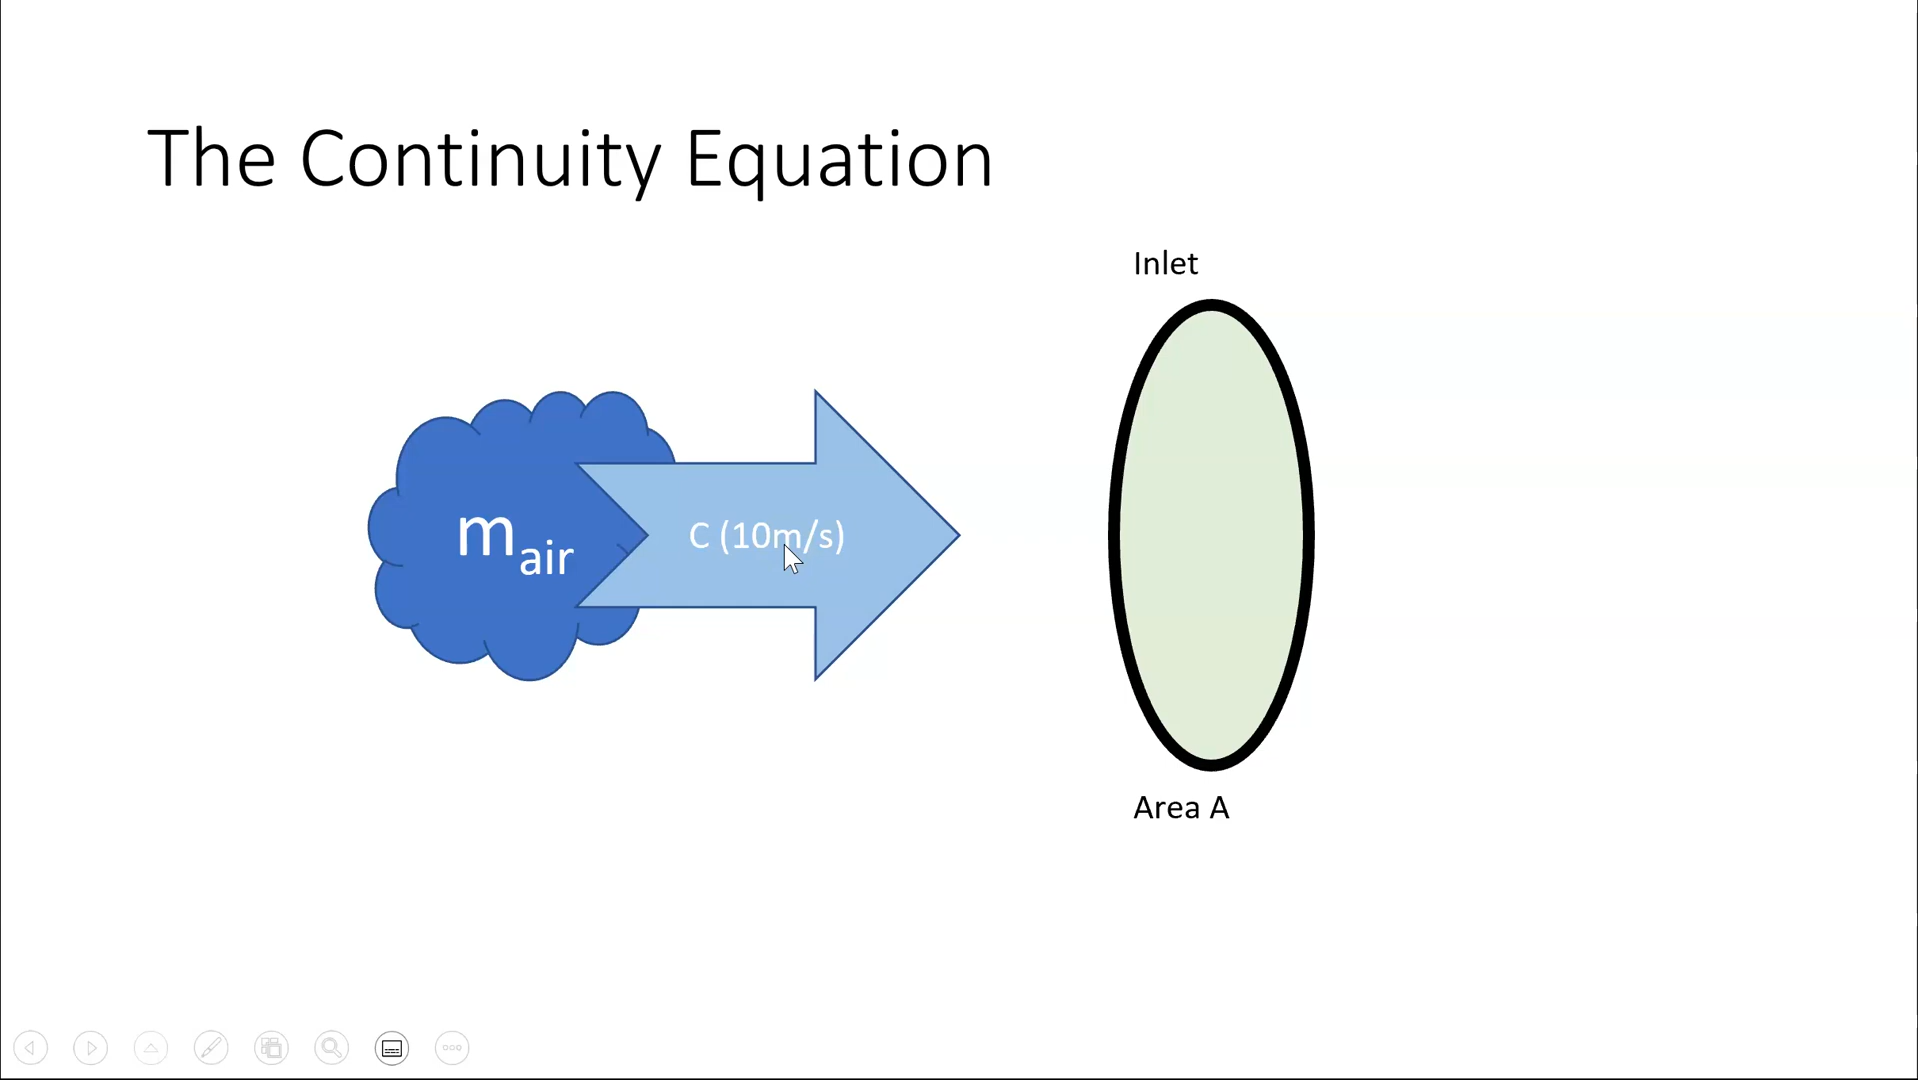 The Continuity Equation
Inlet
m_air
C (10m/s)
Area A